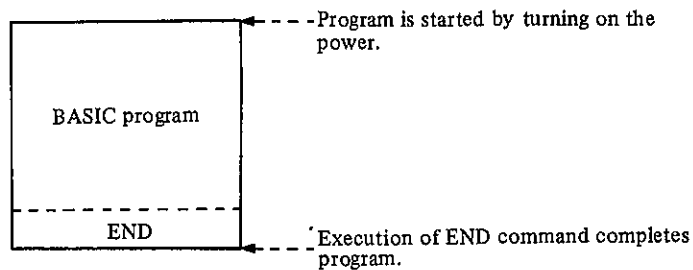 Program is started by turning on the
power.
BASIC program
END
Execution of END command completes
program.